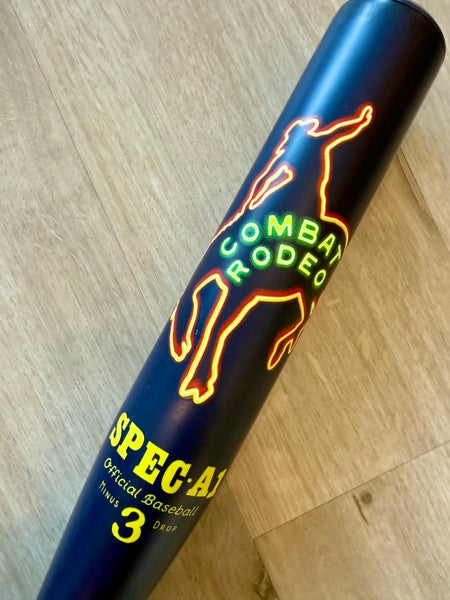 COMBAT
RODEO
SPEC-A1
Official Baseball
MINUS 3 DROP